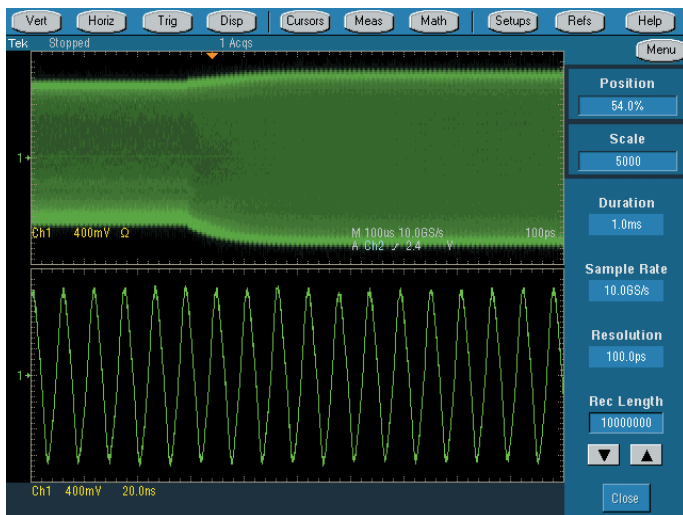 Vert Horiz Trig Disp Cursors Meas Math Setups Refs Help
Tek Stopped 1 Acqs
Menu
Position
54.0%
Scale
5000
Duration
1.0ms
Sample Rate
10.0GS/s
Resolution
100.0ps
Rec Length
10000000
Close
1
Ch1 400mV Ω
M 100us 10.0GS/s 100ps
A Ch2 2.4 V
1
Ch1 400mV 20.0ns